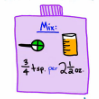 Mix:
3/4 tsp. per 2 1/2 oz